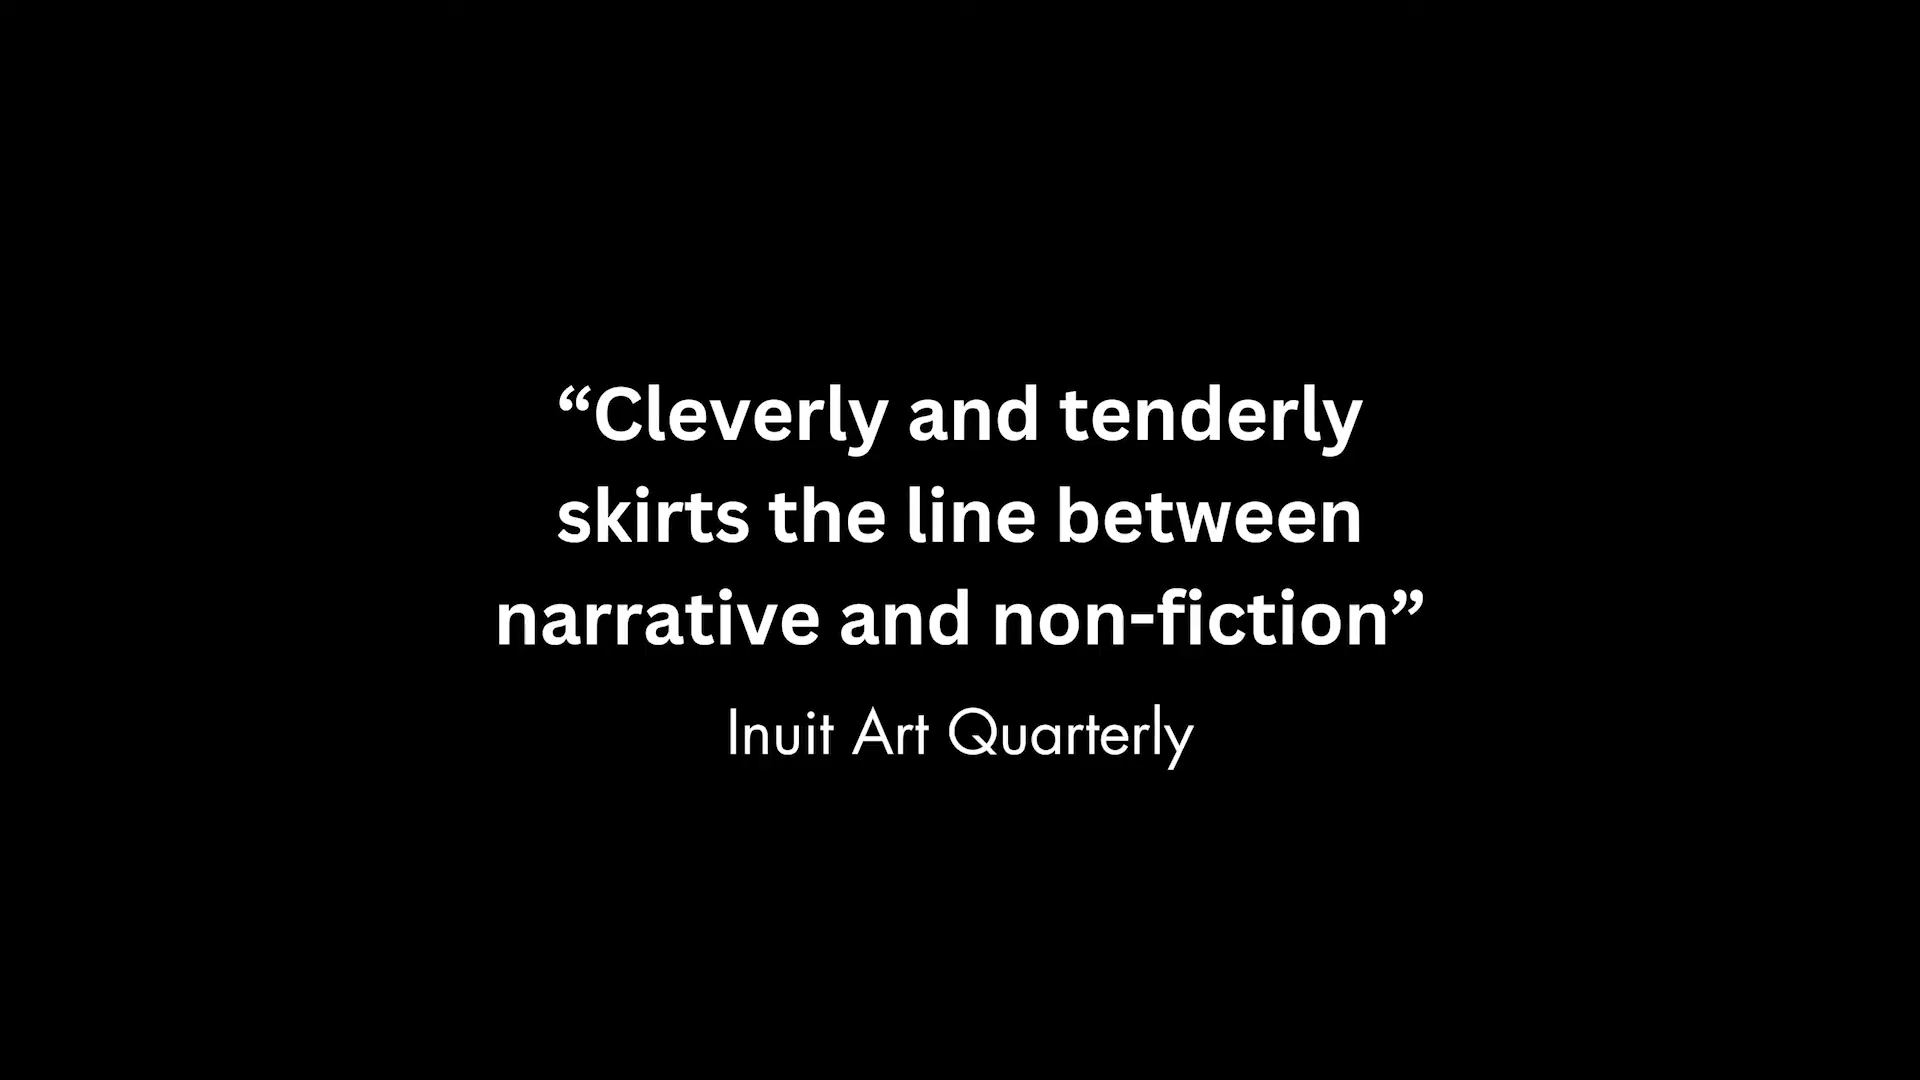 “Cleverly and tenderly
skirts the line between
narrative and non-fiction”
Inuit Art Quarterly